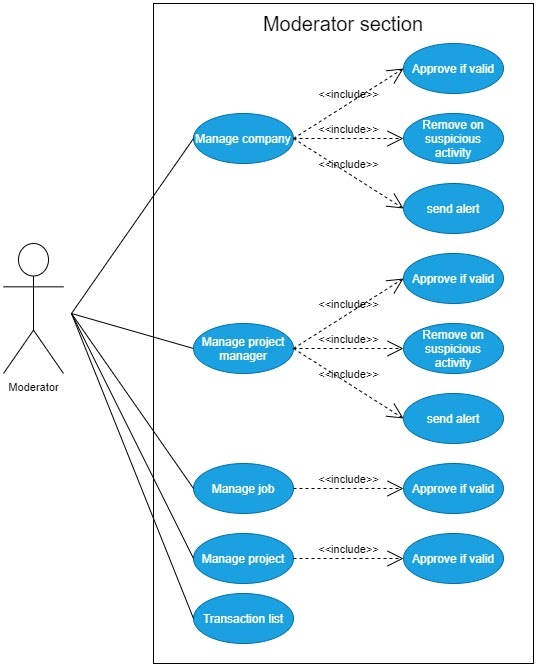 Moderator section
Approve if valid
<<include>>
Manage company
<<include>>
Remove on
suspicious
activity
<<include>>
send alert
Moderator
Approve if valid
<<include>>
Manage project
manager
<<include>>
Remove on
suspicious
activity
<<include>>
send alert
Manage job
<<include>>
Approve if valid
Manage project
<<include>>
Approve if valid
Transaction list